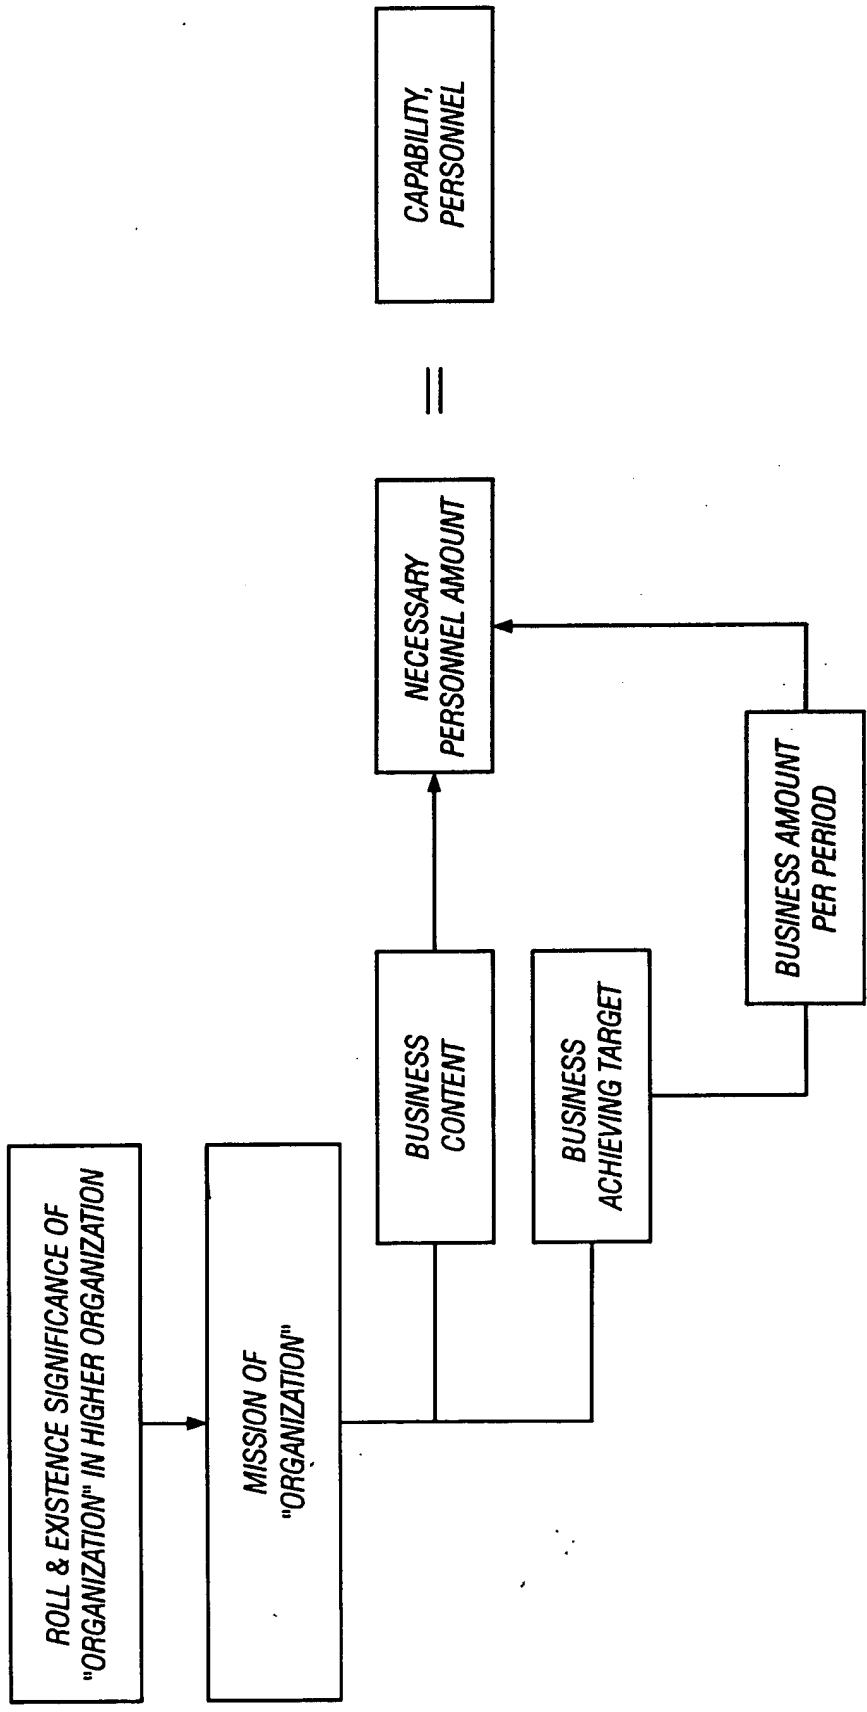 ROLL & EXISTENCE SIGNIFICANCE OF
"ORGANIZATION" IN HIGHER ORGANIZATION
MISSION OF
"ORGANIZATION"
BUSINESS
CONTENT
NECESSARY
PERSONNEL AMOUNT
=
CAPABILITY,
PERSONNEL
BUSINESS
ACHIEVING TARGET
BUSINESS AMOUNT
PER PERIOD